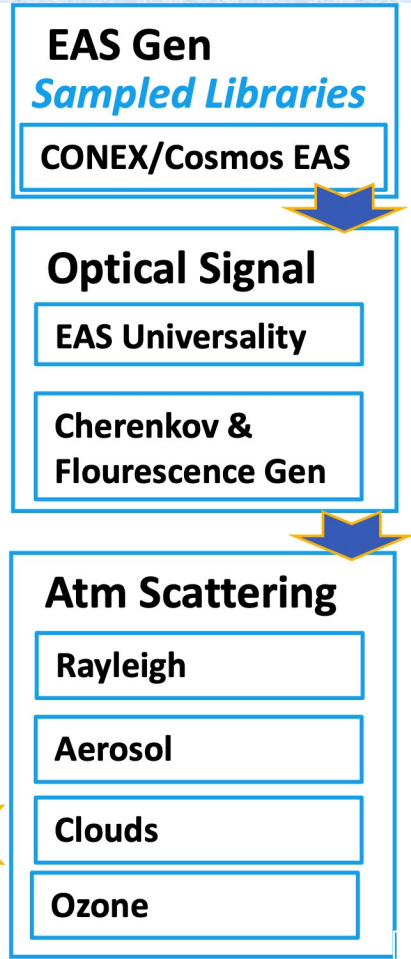 EAS Gen
Sampled Libraries
CONEX/Cosmos EAS
Optical Signal
EAS Universality
Cherenkov &
Flourescence Gen
Atm Scattering
Rayleigh
Aerosol
Clouds
Ozone